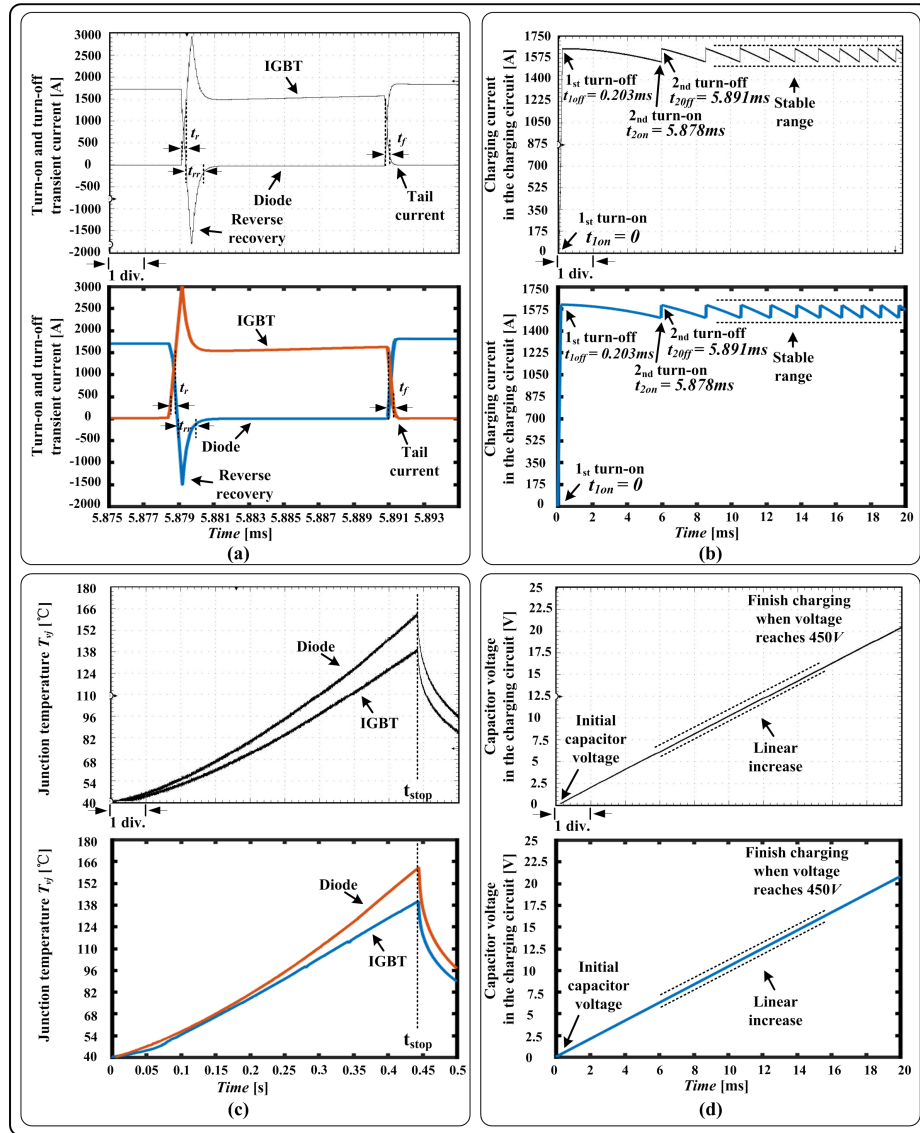 Turn-on and turn-off
transient current [A]
3000
2500
2000
1500
1000
500
0
-500
-1000
-1500
-2000
IGBT
tr
trr
tf
Diode
Reverse
recovery
Tail
current
1 div.
Turn-on and turn-off
transient current [A]
3000
2500
2000
1500
1000
500
0
-500
-1000
-1500
-2000
IGBT
tr
trr
tf
Diode
Reverse
recovery
Tail
current
5.875
5.877
5.879
5.881
5.883
5.885
5.887
5.889
5.891
5.893
Time [ms]
(a)
Charging current
in the charging circuit [A]
1750
1575
1400
1225
1050
875
700
525
350
175
0
1st turn-off
t1off = 0.203ms
2nd turn-off
t2off = 5.891ms
2nd turn-on
t2on = 5.878ms
Stable
range
1st turn-on
t1on = 0
1 div.
Charging current
in the charging circuit [A]
1750
1575
1400
1225
1050
875
700
525
350
175
0
1st turn-off
t1off = 0.203ms
2nd turn-off
t2off = 5.891ms
2nd turn-on
t2on = 5.878ms
Stable
range
1st turn-on
t1on = 0
0 2 4 6 8 10 12 14 16 18 20
Time [ms]
(b)
Junction temperature Tvj [℃]
180
166
152
138
124
110
96
82
68
54
40
Diode
IGBT
tstop
1 div.
Junction temperature Tvj [℃]
180
166
152
138
124
110
96
82
68
54
40
Diode
IGBT
tstop
0 0.05 0.1 0.15 0.2 0.25 0.3 0.35 0.4 0.45 0.5
Time [s]
(c)
Capacitor voltage
in the charging circuit [V]
25
22.5
20
17.5
15
12.5
10
7.5
5
2.5
0
Finish charging
when voltage
reaches 450V
Initial
capacitor
voltage
Linear
increase
1 div.
Capacitor voltage
in the charging circuit [V]
25
22.5
20
17.5
15
12.5
10
7.5
5
2.5
0
Finish charging
when voltage
reaches 450V
Initial
capacitor
voltage
Linear
increase
0 2 4 6 8 10 12 14 16 18 20
Time [ms]
(d)